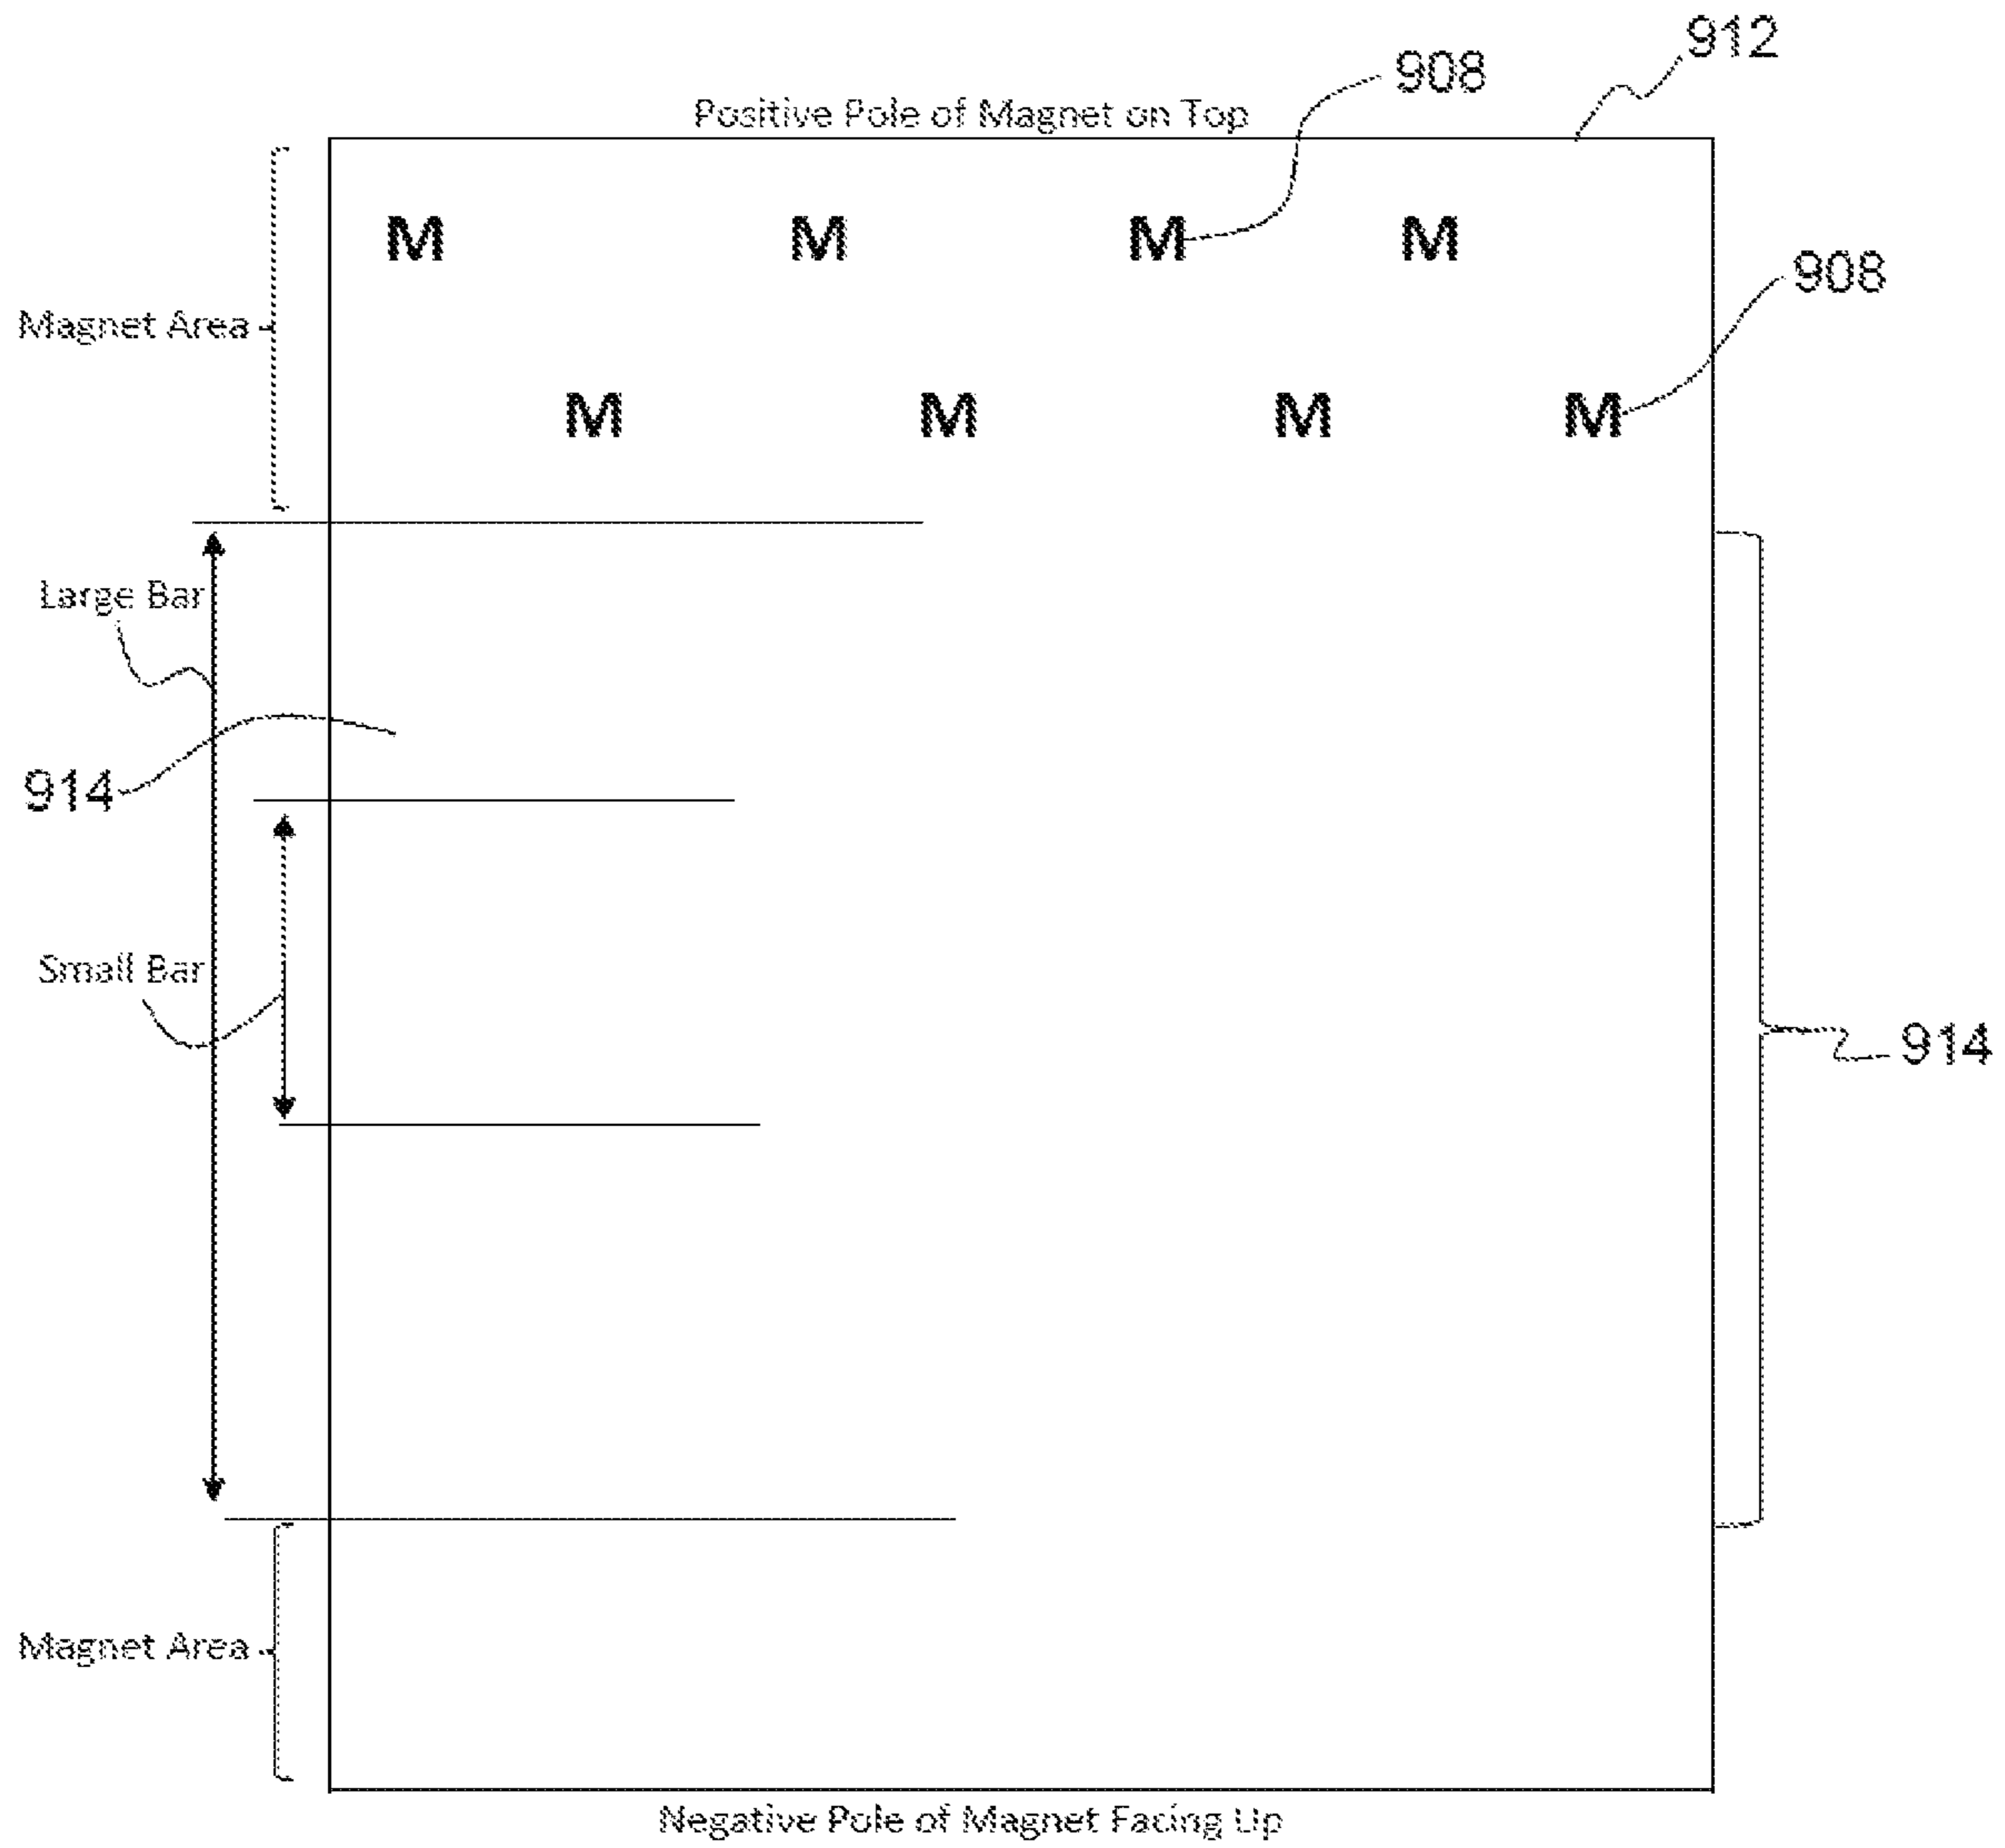 912
908
Positive Pole of Magnet on Top
M M M M
908
Magnet Area
M M M M
Large Bar
914
Small Bar
914
Magnet Area
Negative Pole of Magnet Facing Up